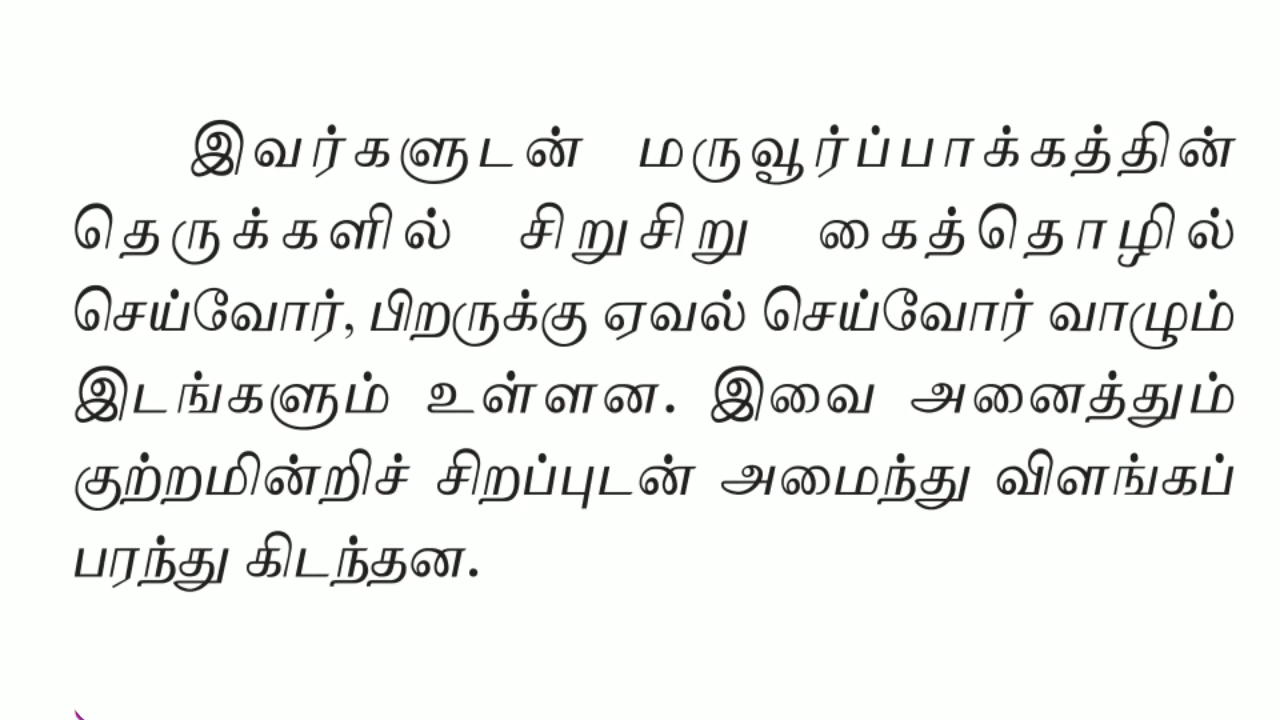 இவர்களுடன் மருவூர்ப்பாக்கத்தின்
தெருக்களில் சிறுசிறு கைத்தொழில்
செய்வோர், பிறருக்கு ஏவல் செய்வோர் வாழும்
இடங்களும் உள்ளன. இவை அனைத்தும்
குற்றமின்றிச் சிறப்புடன் அமைந்து விளங்கப்
பரந்து கிடந்தன.